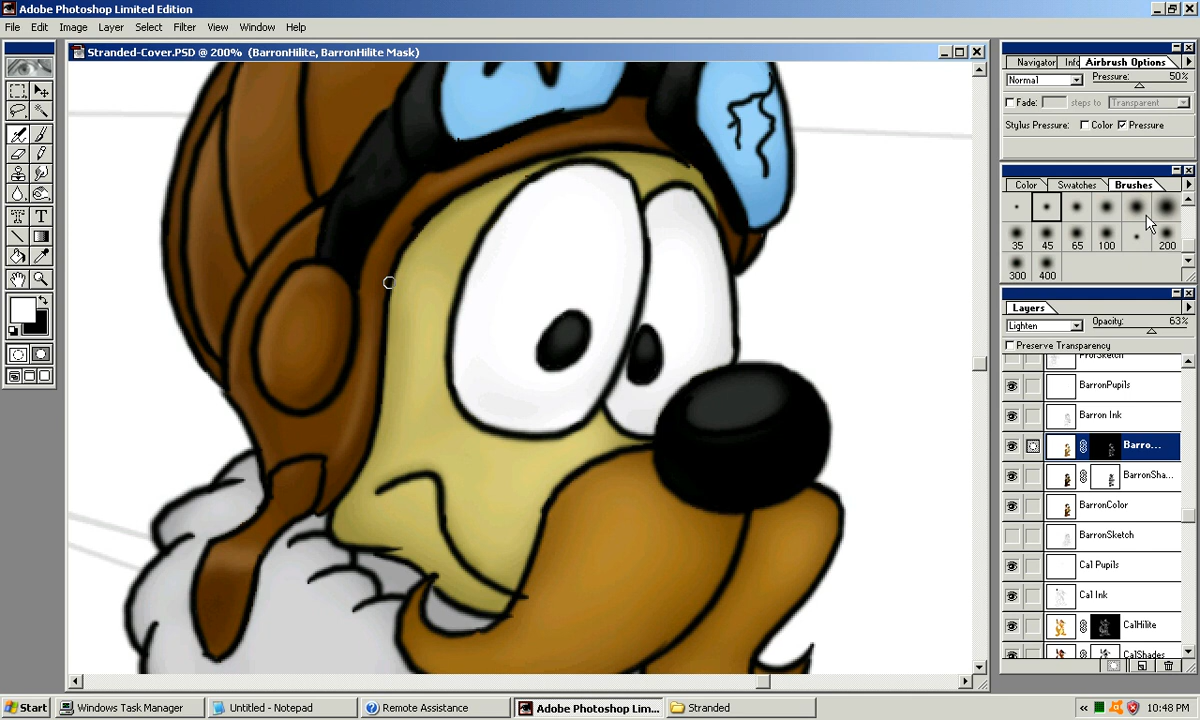 Adobe Photoshop Limited Edition
File Edit Image Layer Select Filter View Window Help
Stranded-Cover.PSD @ 200% (BarronHilite, BarronHilite Mask)
Navigator Info Airbrush Options
Normal Pressure: 50%
Fade: steps to Transparent
Stylus Pressure: Color Pressure
Color Swatches Brushes
35 45 65 100 200
300 400
Layers
Lighten Opacity: 63%
Preserve Transparency
ProfSketch
BarronPupils
Barron Ink
Barro...
BarronSha...
BarronColor
BarronSketch
Cal Pupils
Cal Ink
CalHilite
CalShades
Start Windows Task Manager Untitled - Notepad Remote Assistance Adobe Photoshop Lim... Stranded « 10:48 PM